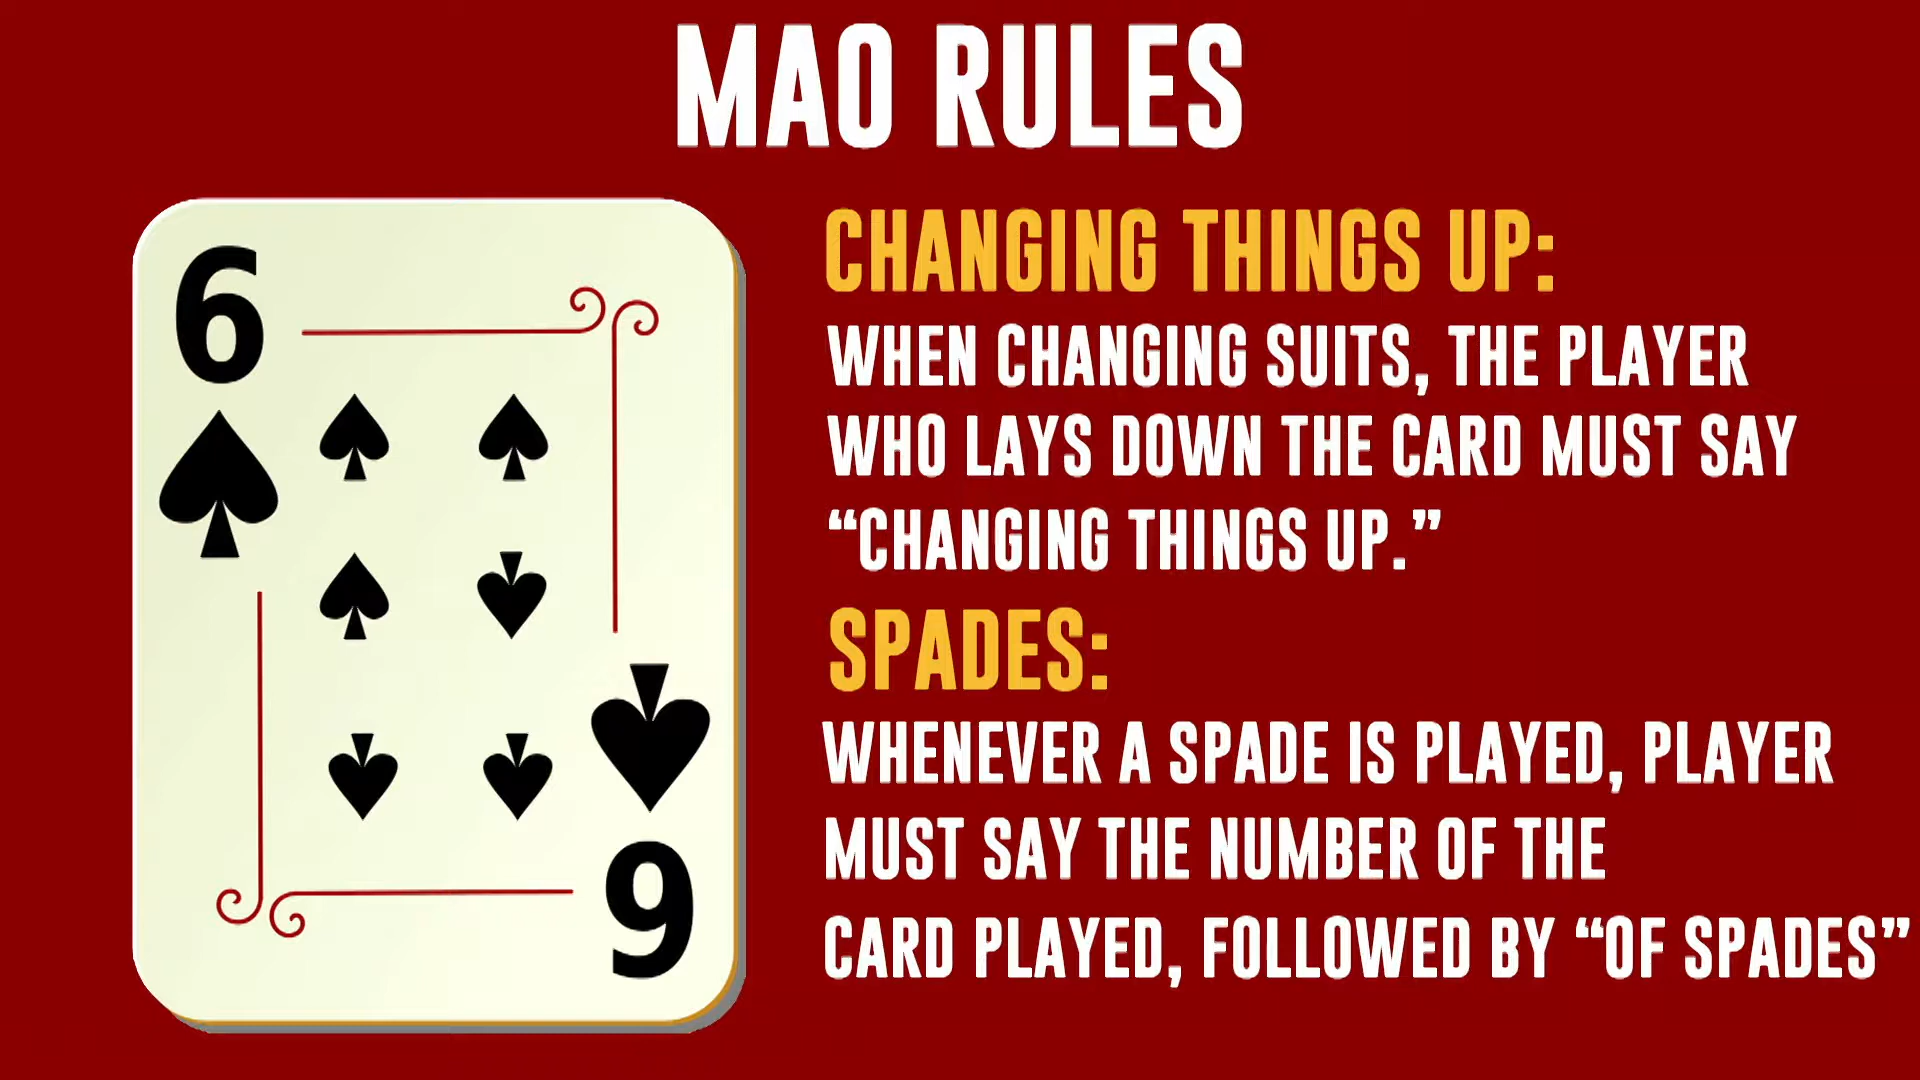 MAO RULES
6
CHANGING THINGS UP:
WHEN CHANGING SUITS, THE PLAYER
WHO LAYS DOWN THE CARD MUST SAY
“CHANGING THINGS UP.”
SPADES:
WHENEVER A SPADE IS PLAYED, PLAYER
MUST SAY THE NUMBER OF THE
CARD PLAYED, FOLLOWED BY “OF SPADES”
6